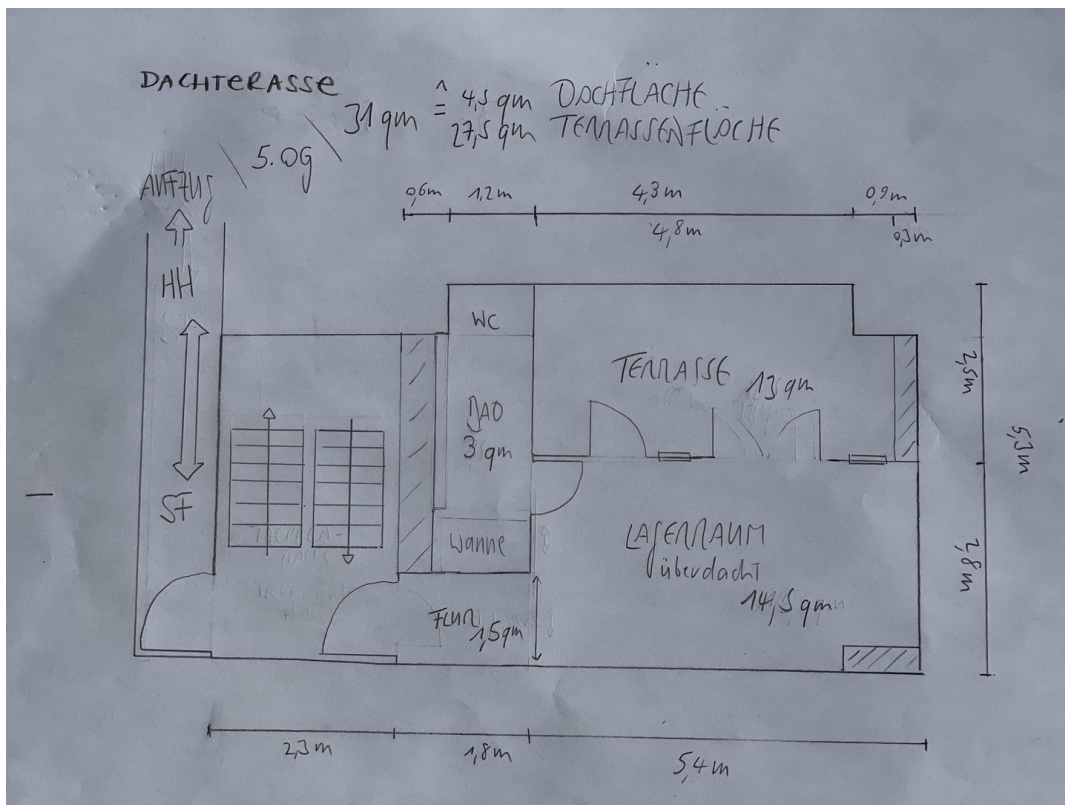 DACHTERASSE
31 qm ≙ 4,5 qm DACHFLÄCHE
27,5 qm TERRASSENFLÄCHE
5.OG
AUFZUG
HH
SF
0,6m 1,2m 4,3m 0,9m
4,8m 0,3m
WC
TERRASSE 13 qm
BAD
3 qm
Wanne
LAGERRAUM
überdacht
14,5 qm
FLUR
1,5qm
2,5m
5,3m
2,8m
2,3m 1,8m 5,4m